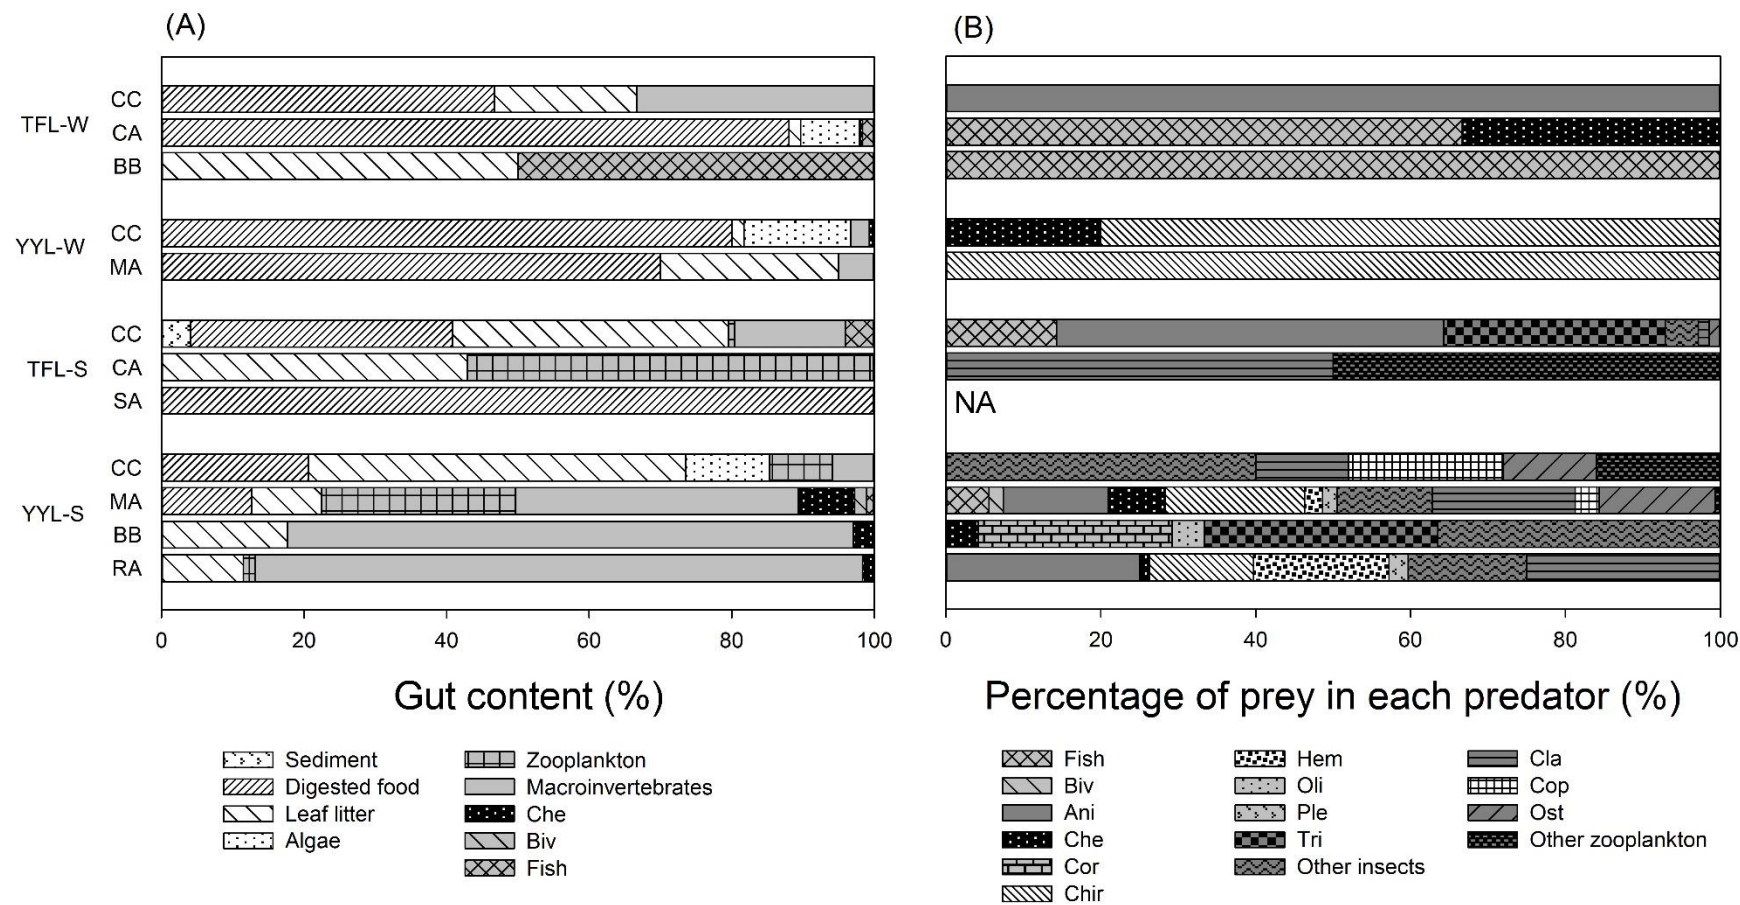 (A)
(B)
TFL-W
CC
CA
BB
YYL-W
CC
MA
TFL-S
CC
CA
SA
NA
YYL-S
CC
MA
BB
RA
0 20 40 60 80 100
0 20 40 60 80 100
Gut content (%)
Percentage of prey in each predator (%)
Sediment
Digested food
Leaf litter
Algae
Zooplankton
Macroinvertebrates
Che
Biv
Fish
Fish
Biv
Ani
Che
Cor
Chir
Hem
Oli
Ple
Tri
Other insects
Cla
Cop
Ost
Other zooplankton